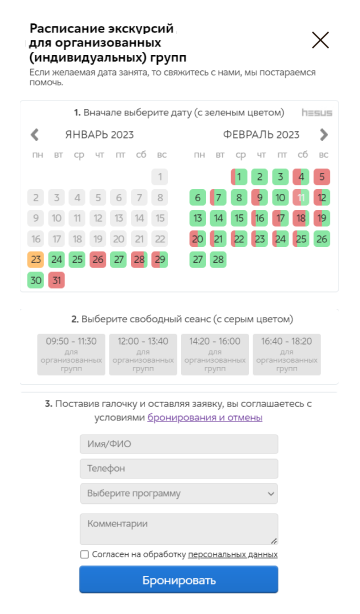 Расписание экскурсий
для организованных
(индивидуальных) групп
Если желаемая дата занята, то свяжитесь с нами, мы постараемся
помочь.
1. Вначале выберите дату (с зеленым цветом)
hesus
ЯНВАРЬ 2023
пн вт ср чт пт сб вс
1
2 3 4 5 6 7 8
9 10 11 12 13 14 15
16 17 18 19 20 21 22
23 24 25 26 27 28 29
30 31
ФЕВРАЛЬ 2023
пн вт ср чт пт сб вс
1 2 3 4 5
6 7 8 9 10 11 12
13 14 15 16 17 18 19
20 21 22 23 24 25 26
27 28
2. Выберите свободный сеанс (с серым цветом)
09:50 - 11:30
для
организованных
групп
12:00 - 13:40
для
организованных
групп
14:20 - 16:00
для
организованных
групп
16:40 - 18:20
для
организованных
групп
3. Поставив галочку и оставляя заявку, вы соглашаетесь с
условиями бронирования и отмены
Имя/ФИО
Телефон
Выберите программу
Комментарии
Согласен на обработку персональных данных
Бронировать